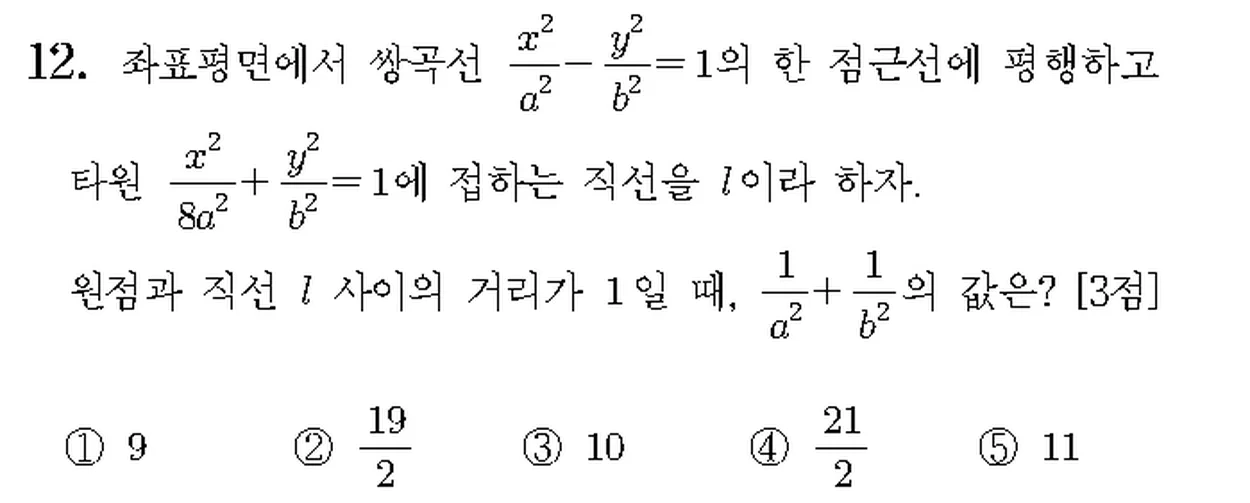 12. 좌표평면에서 쌍곡선 x²/a² − y²/b² = 1의 한 점근선에 평행하고
타원 x²/8a² + y²/b² = 1에 접하는 직선을 l이라 하자.
원점과 직선 l 사이의 거리가 1일 때, 1/a² + 1/b²의 값은? [3점]
① 9 ② 19/2 ③ 10 ④ 21/2 ⑤ 11